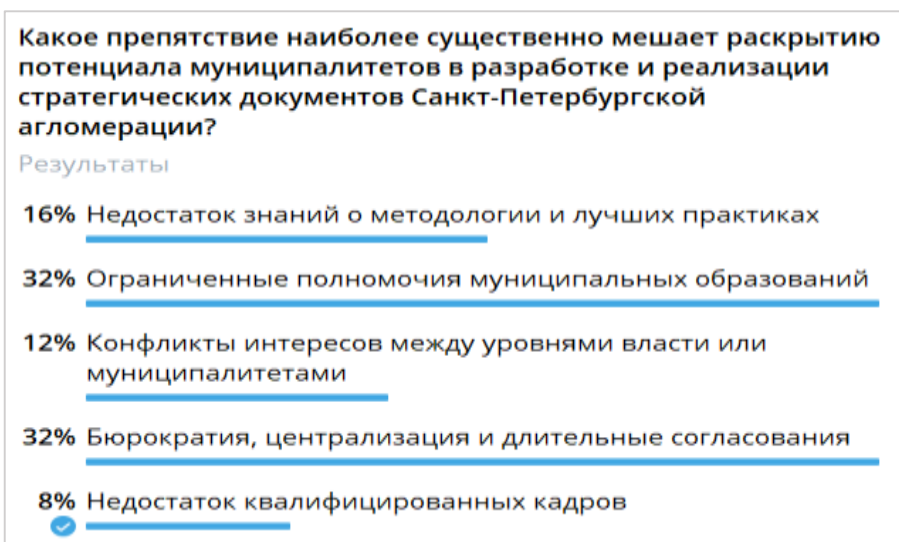 Какое препятствие наиболее существенно мешает раскрытию
потенциала муниципалитетов в разработке и реализации
стратегических документов Санкт-Петербургской
агломерации?
Результаты
16% Недостаток знаний о методологии и лучших практиках
32% Ограниченные полномочия муниципальных образований
12% Конфликты интересов между уровнями власти или
муниципалитетами
32% Бюрократия, централизация и длительные согласования
8% Недостаток квалифицированных кадров